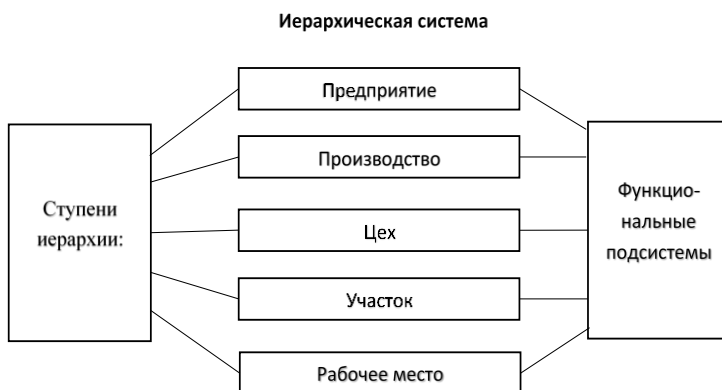 Иерархическая система
Предприятие
Производство
Ступени
иерархии:
Цех
Участок
Рабочее место
Функцио-
нальные
подсистемы